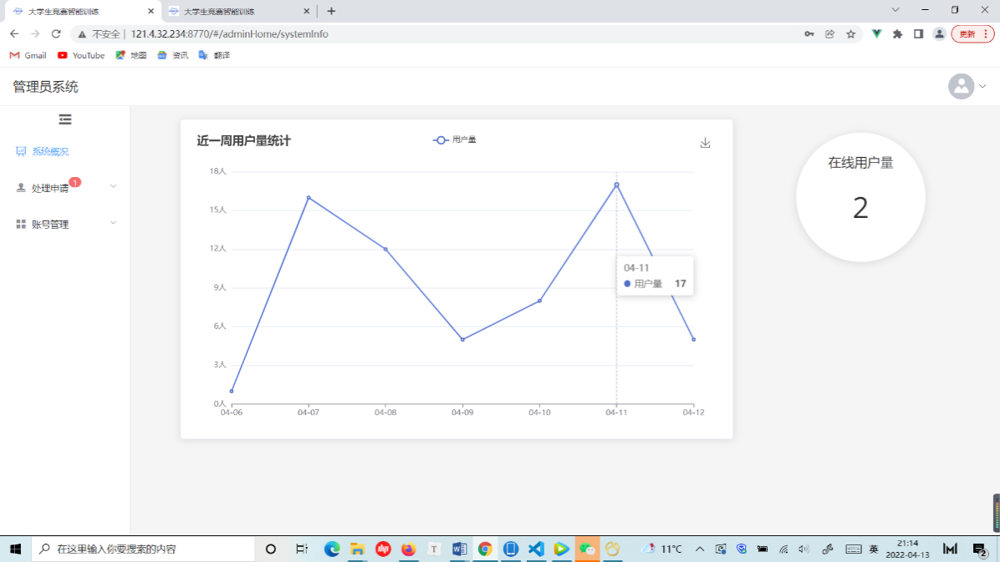 大学生竞赛智能训练
大学生竞赛智能训练
不安全 | 121.4.32.234:8770/#/adminHome/systemInfo
更新
Gmail YouTube 地图 资讯 翻译
管理员系统
系统概况
处理申请 1
账号管理
近一周用户量统计
用户量
18人
15人
12人
9人
6人
3人
0人
04-06 04-07 04-08 04-09 04-10 04-11 04-12
04-11
用户量 17
在线用户量
2
在这里输入你要搜索的内容
11°C
英
21:14
2022-04-13
2